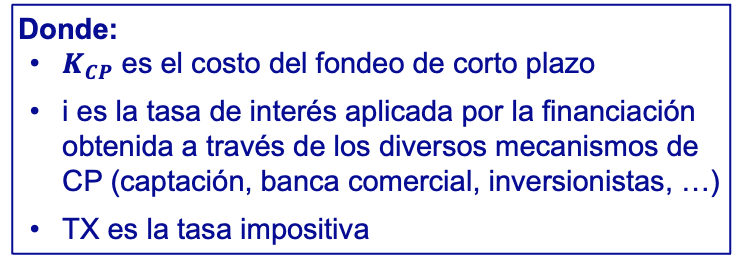 Donde:
• K_CP es el costo del fondeo de corto plazo
• i es la tasa de interés aplicada por la financiación
obtenida a través de los diversos mecanismos de
CP (captación, banca comercial, inversionistas, ...)
• TX es la tasa impositiva